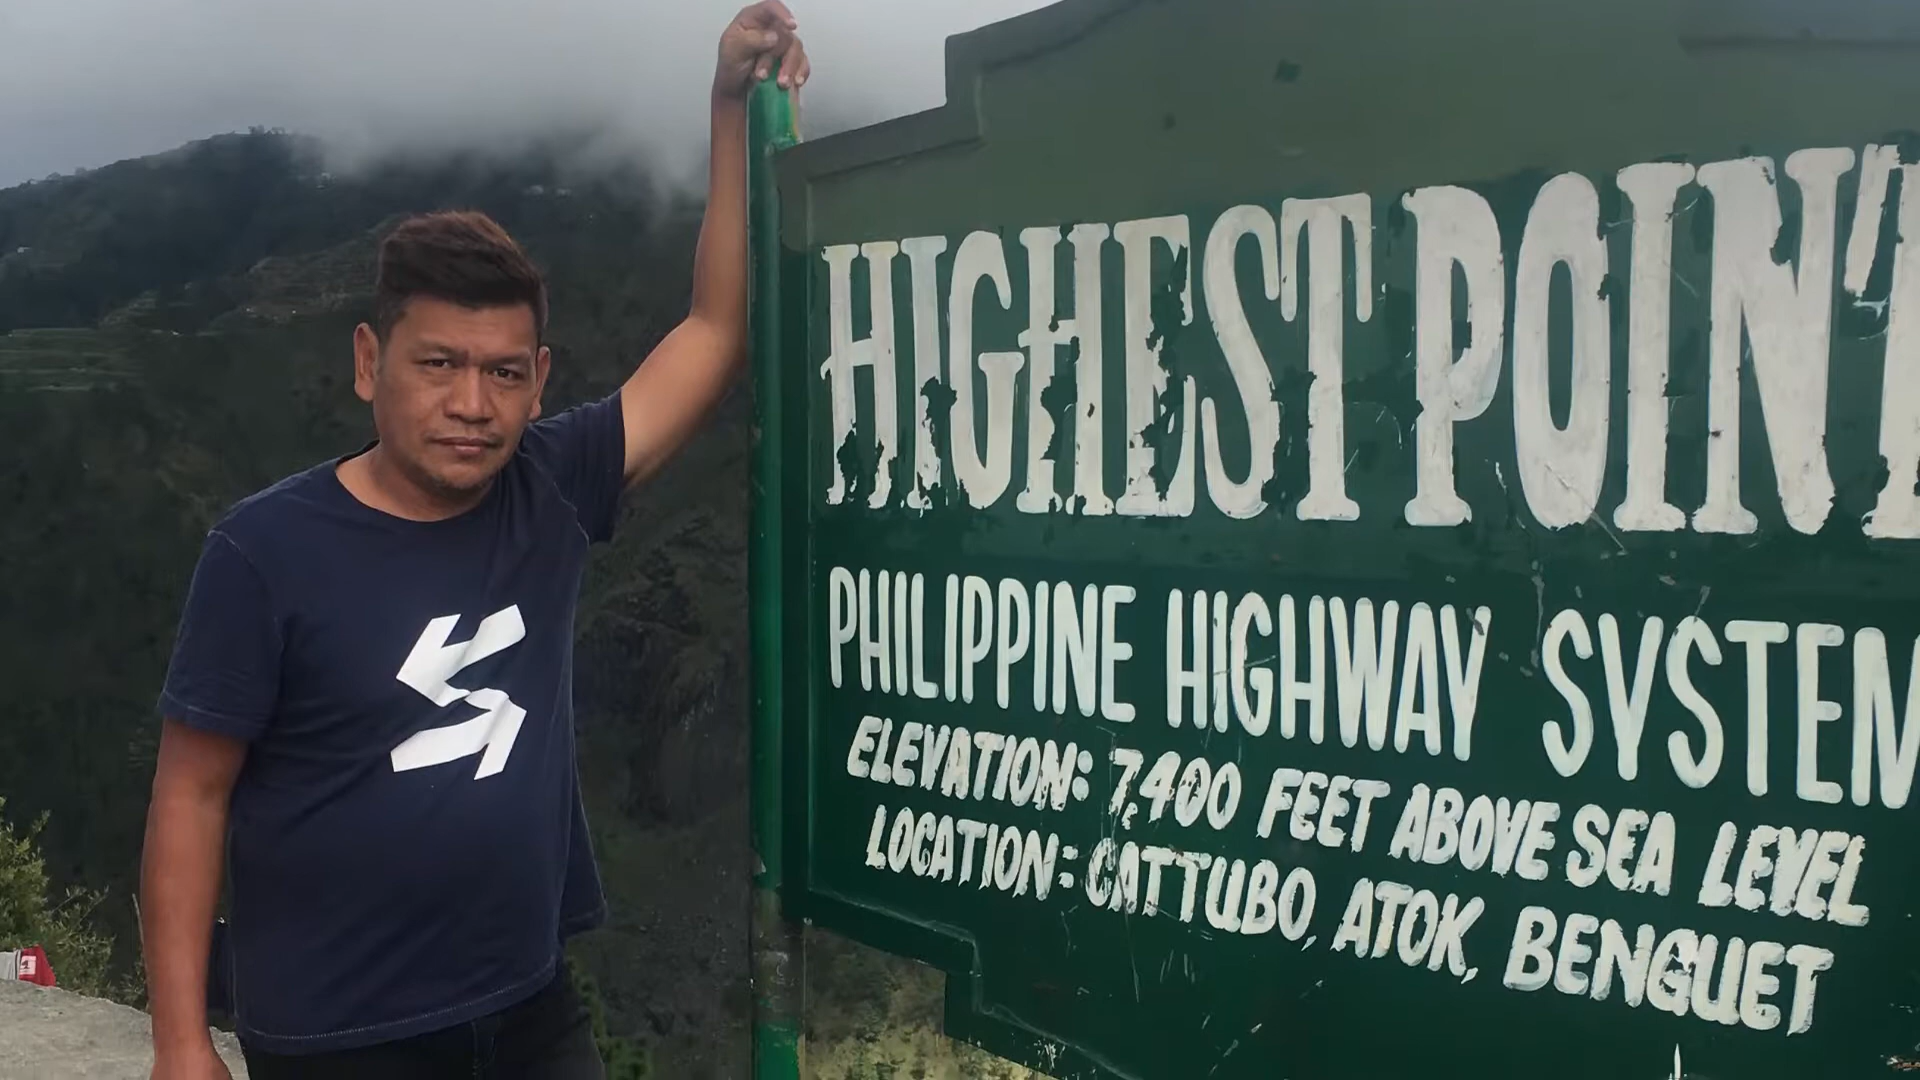 HIGHEST POINT
PHILIPPINE HIGHWAY SYSTEM
ELEVATION: 7,400 FEET ABOVE SEA LEVEL
LOCATION: CATTUBO, ATOK, BENGUET